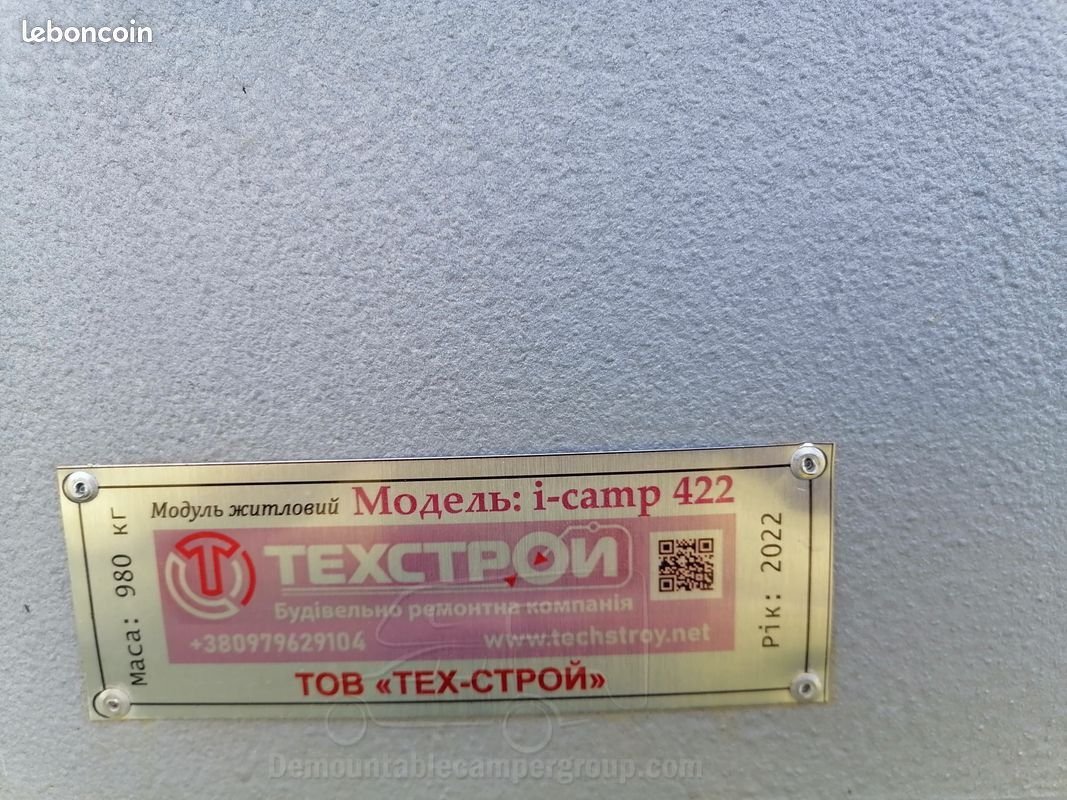 leboncoin
Модуль житловий Модель: i-camp 422
Маса: 980 кг
ТЕХСТРОЙ
Будівельно ремонтна компанія
+380979629104 www.techstroy.net
Рік: 2022
ТОВ «ТЕХ-СТРОЙ»
Demountablecampergroup.com